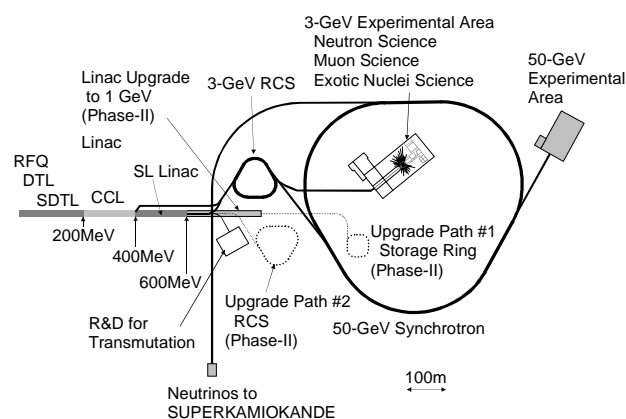 3-GeV Experimental Area
Neutron Science
Muon Science
Exotic Nuclei Science
50-GeV
Experimental
Area
Linac Upgrade
to 1 GeV
(Phase-II)
3-GeV RCS
Linac
RFQ
DTL
SDTL
CCL
SL Linac
200MeV
400MeV
600MeV
Upgrade Path #1
Storage Ring
(Phase-II)
Upgrade Path #2
RCS
(Phase-II)
R&D for
Transmutation
50-GeV Synchrotron
Neutrinos to
SUPERKAMIOKANDE
100m